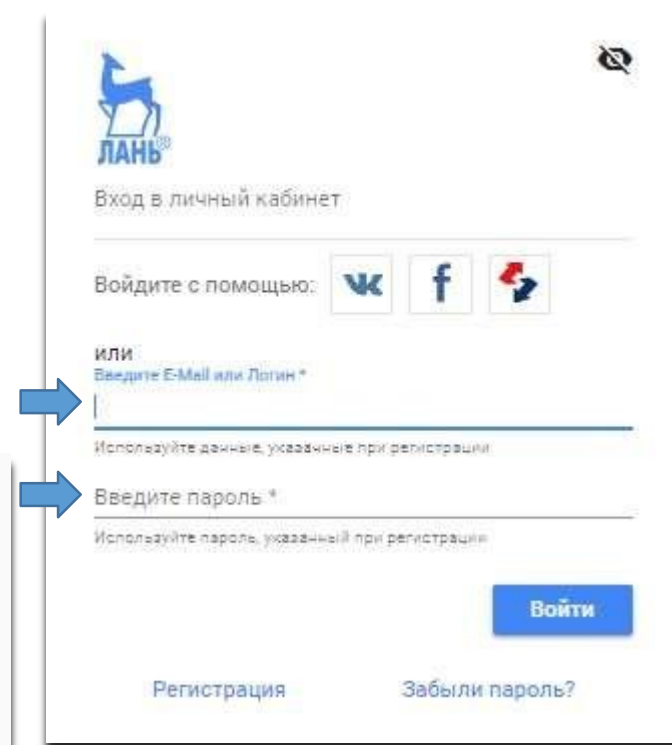 ЛАНЬ®
Вход в личный кабинет
Войдите с помощью:
или
Введите E-Mail или Логин *
Используйте данные, указанные при регистрации
Введите пароль *
Используйте пароль, указанный при регистрации
Войти
Регистрация Забыли пароль?